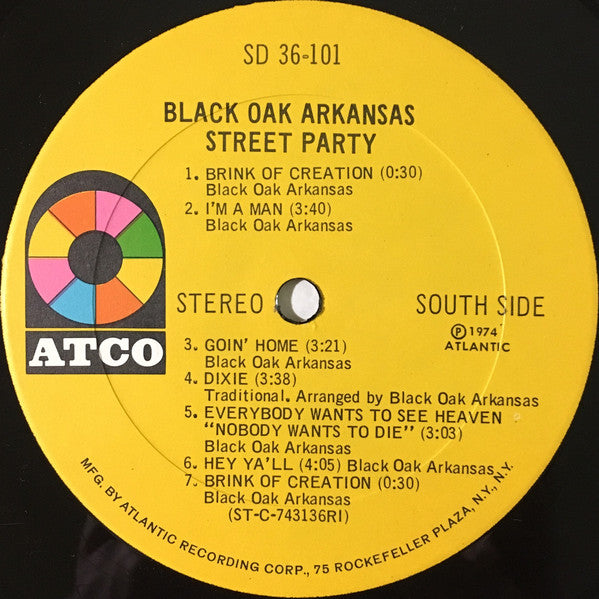 SD 36-101
BLACK OAK ARKANSAS
STREET PARTY
1. BRINK OF CREATION (0:30)
Black Oak Arkansas
2. I'M A MAN (3:40)
Black Oak Arkansas
STEREO
SOUTH SIDE
Ⓟ 1974
ATLANTIC
ATCO
3. GOIN' HOME (3:21)
Black Oak Arkansas
4. DIXIE (3:38)
Traditional. Arranged by Black Oak Arkansas
5. EVERYBODY WANTS TO SEE HEAVEN
"NOBODY WANTS TO DIE" (3:03)
Black Oak Arkansas
6. HEY YA'LL (4:05) Black Oak Arkansas
7. BRINK OF CREATION (0:30)
Black Oak Arkansas
(ST-C-743136RI)
MFG. BY ATLANTIC RECORDING CORP., 75 ROCKEFELLER PLAZA, N.Y., N.Y.